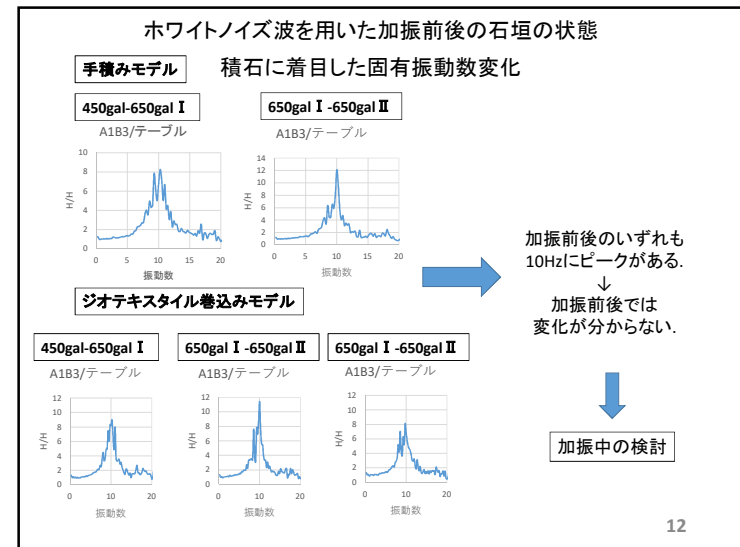 ホワイトノイズ波を用いた加振前後の石垣の状態
手積みモデル
積石に着目した固有振動数変化
450gal-650gal Ⅰ
A1B3/テーブル
10
8
6
4
2
0
H/H
0 5 10 15 20
振動数
650gal Ⅰ -650gal Ⅱ
A1B3/テーブル
14
12
10
8
6
4
2
0
H/H
0 5 10 15 20
振動数
加振前後のいずれも
10Hzにピークがある.
↓
加振前後では
変化が分からない.
ジオテキスタイル巻込みモデル
450gal-650gal Ⅰ
A1B3/テーブル
12
10
8
6
4
2
0
H/H
0 10 20
振動数
650gal Ⅰ -650gal Ⅱ
A1B3/テーブル
12
10
8
6
4
2
0
H/H
0 10 20
振動数
650gal Ⅰ -650gal Ⅱ
A1B3/テーブル
12
10
8
6
4
2
0
H/H
0 10 20
振動数
加振中の検討
12